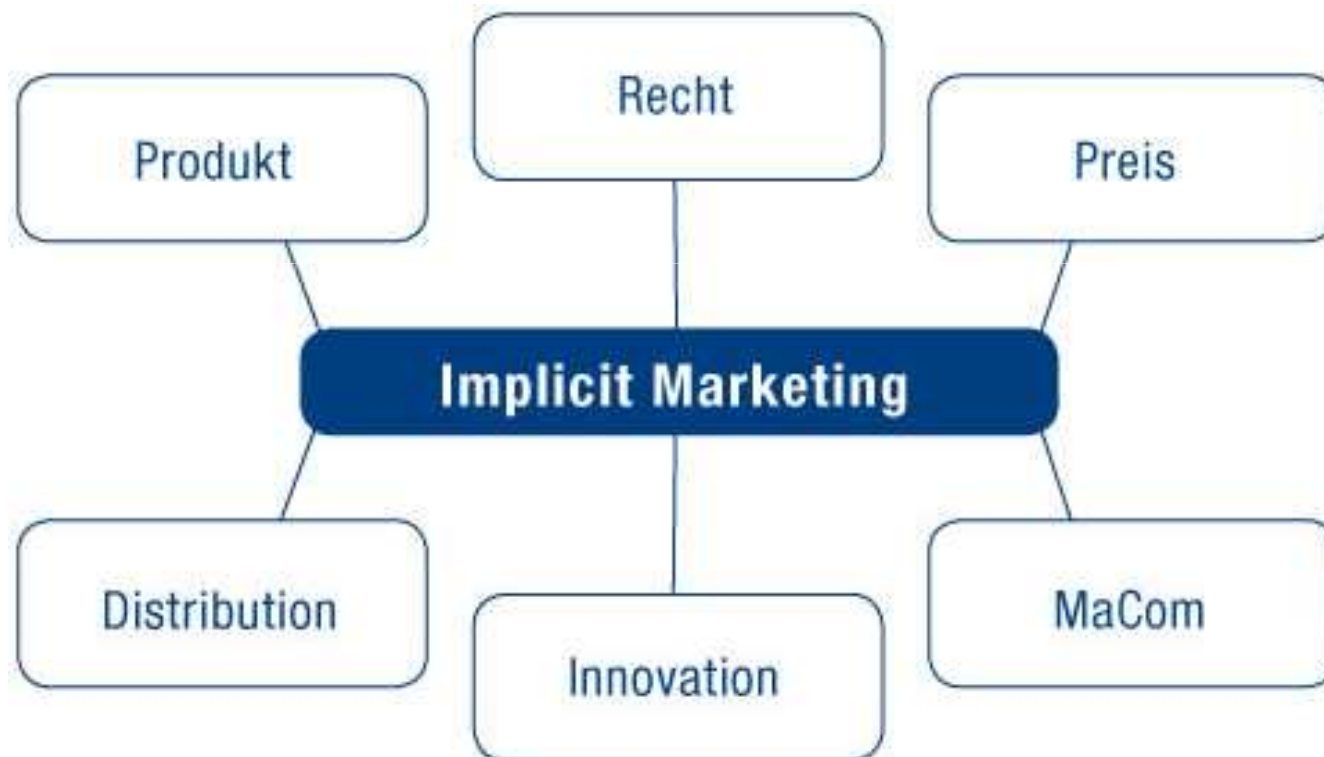 Recht
Produkt
Preis
Implicit Marketing
Distribution
MaCom
Innovation